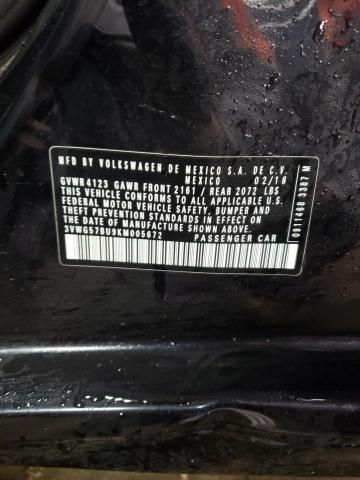 MFD.BY VOLKSWAGEN DE MEXICO S.A. DE C.V.
MEXICO 02/18
GVWR 4123 GAWR FRONT 2161 / REAR 2072 LBS
THIS VEHICLE CONFORMS TO ALL APPLICABLE FEDERAL
MOTOR VEHICLE SAFETY, BUMPER AND
THEFT PREVENTION STANDARDS IN EFFECT
ON THE DATE OF MANUFACTURE SHOWN ABOVE
3VWG57BU9KM005672 PASSENGER CAR
0911468 3387 M